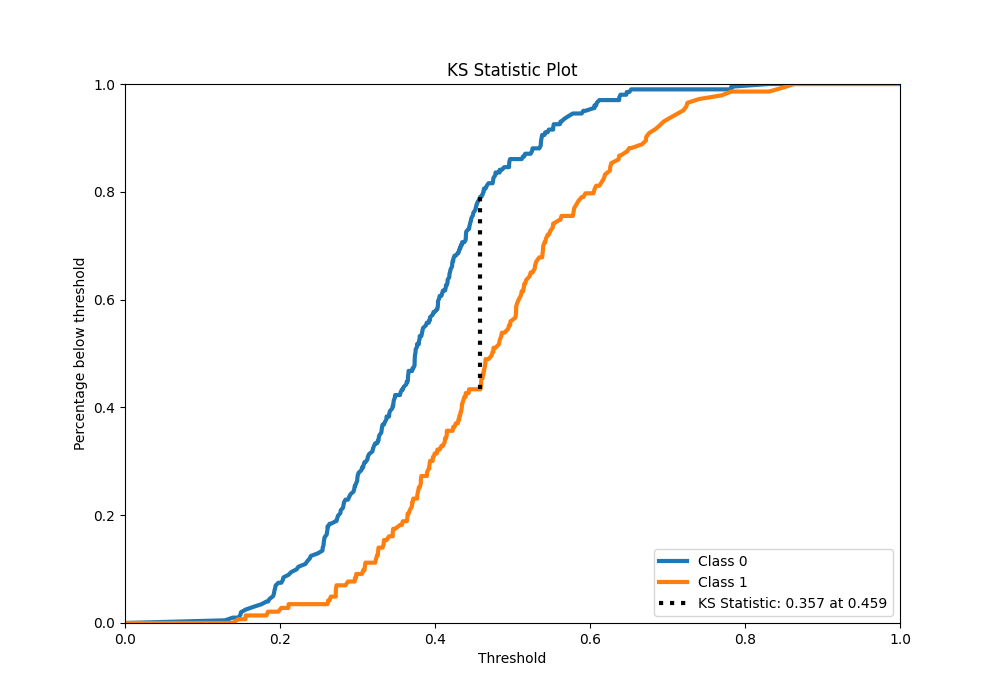 KS Statistic Plot
1.0
0.8
0.6
0.4
0.2
0.0
Percentage below threshold
0.0 0.2 0.4 0.6 0.8 1.0
Threshold
Class 0
Class 1
KS Statistic: 0.357 at 0.459